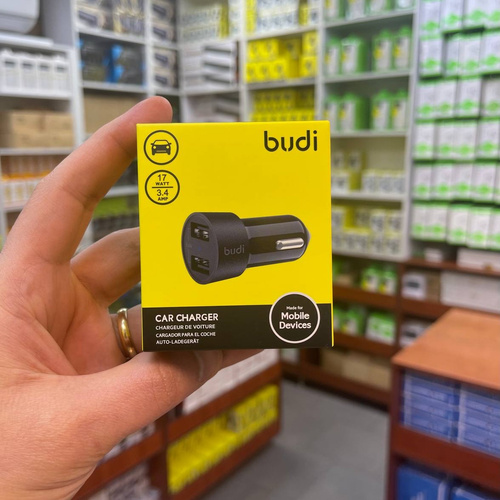 budi
17
WATT
3.4
AMP
budi
CAR CHARGER
CHARGEUR DE VOITURE
CARGADOR PARA EL COCHE
AUTO-LADEGERÄT
Made for
Mobile
Devices